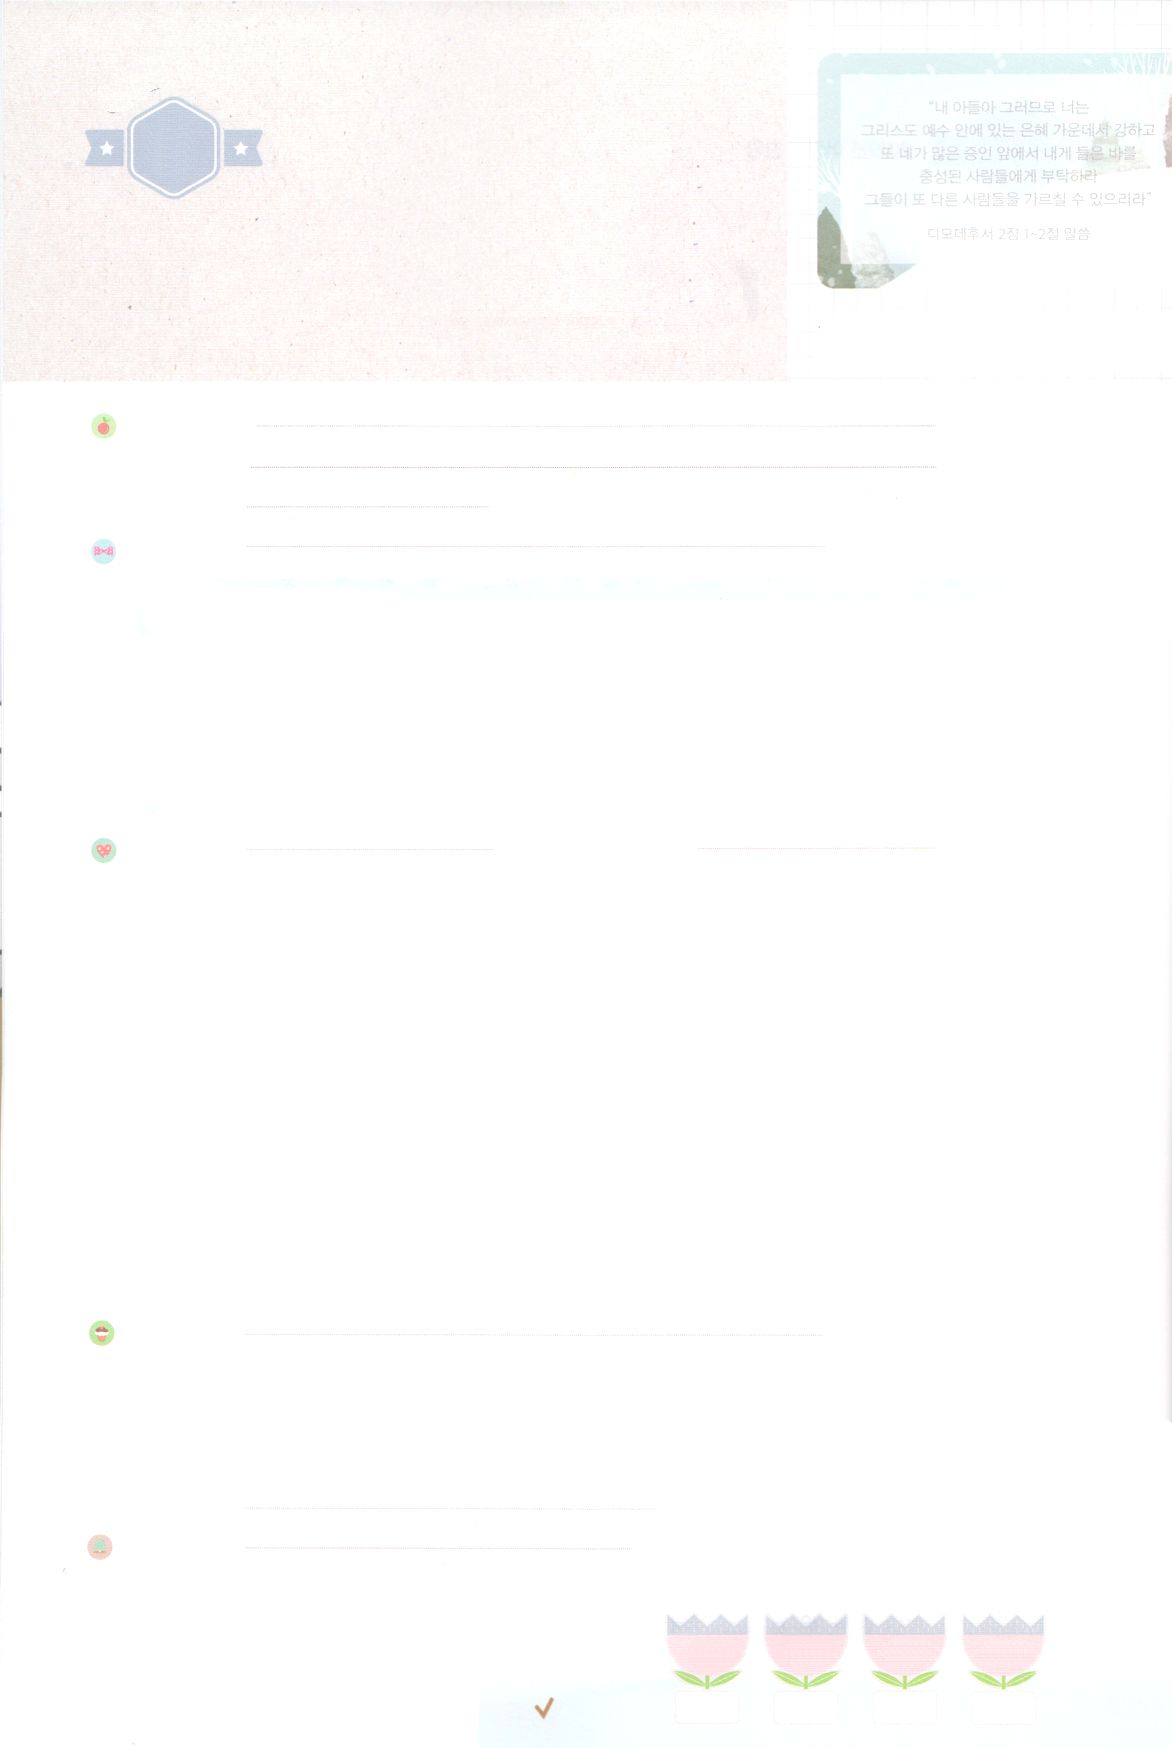 "내 아들아 그러므로 너는
그리스도 예수 안에 있는 은혜 가운데서 강하고
또 네가 많은 증인 앞에서 내게 들은 바를
충성된 사람들에게 부탁하라
그들이 또 다른 사람들을 가르칠 수 있으리라"
디모데후서 2장 1~2절 말씀